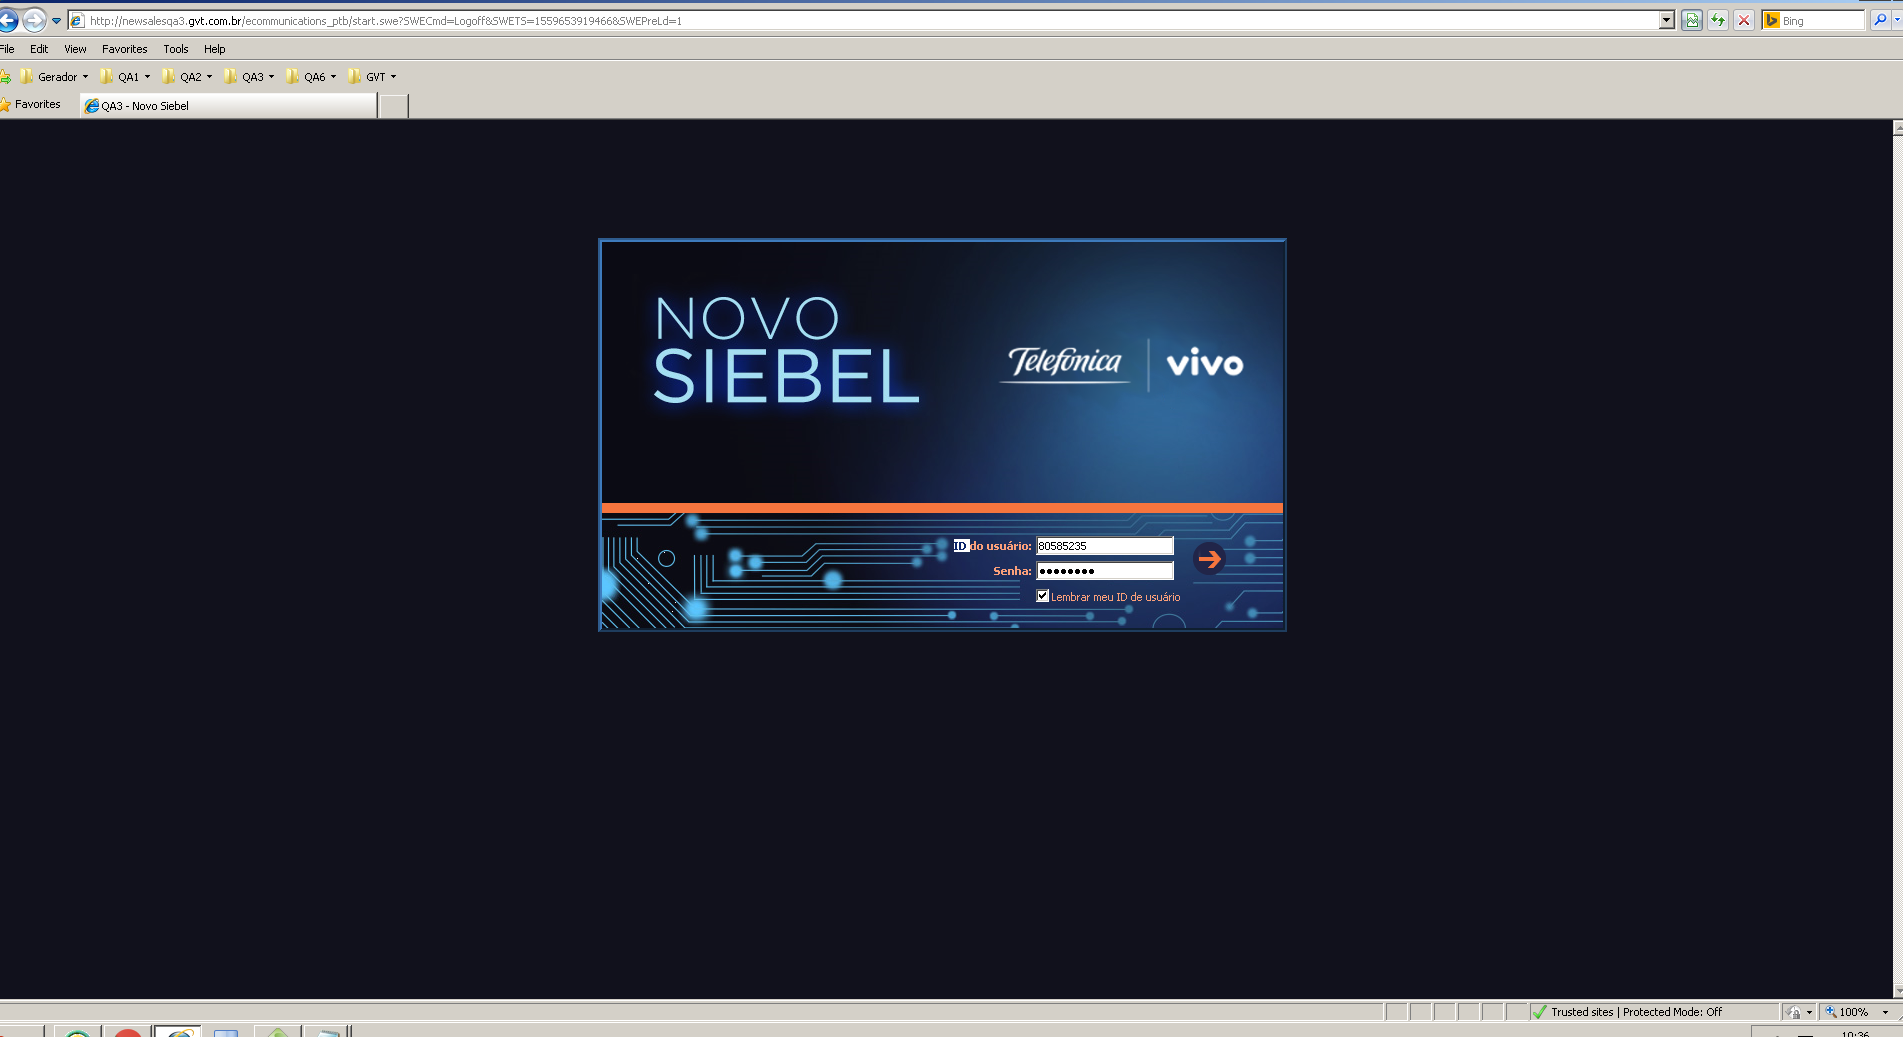 http://newsalesqa3.gvt.com.br/ecommunications_ptb/start.swe?SWECmd=Logoff&SWETS=1559653919466&SWEPreLd=1
Bing
File Edit View Favorites Tools Help
Gerador QA1 QA2 QA3 QA6 GVT
Favorites QA3 - Novo Siebel
NOVO
SIEBEL
Telefónica vivo
ID do usuário: 80585235
Senha: ••••••••
Lembrar meu ID de usuário
Trusted sites | Protected Mode: Off 100%
10:36